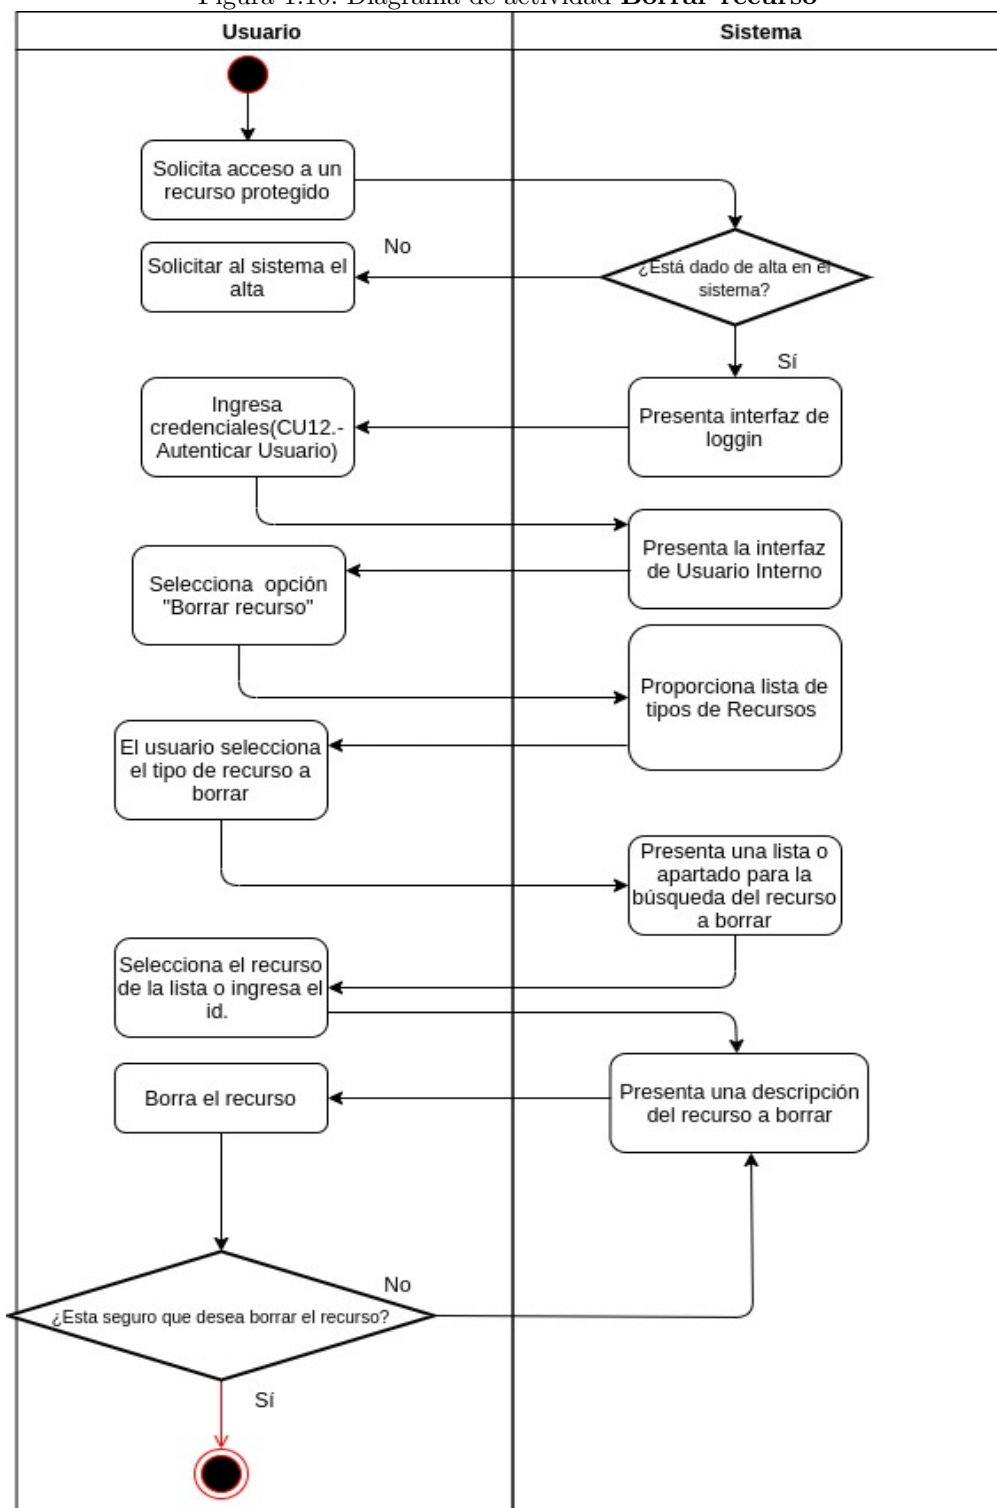 Figura 1.10: Diagrama de actividad Borrar recurso
Usuario
Sistema
Solicita acceso a un
recurso protegido
¿Está dado de alta en el
sistema?
No
Solicitar al sistema el
alta
Sí
Presenta interfaz de
loggin
Ingresa
credenciales(CU12.-
Autenticar Usuario)
Presenta la interfaz
de Usuario Interno
Selecciona opción
"Borrar recurso"
Proporciona lista de
tipos de Recursos
El usuario selecciona
el tipo de recurso a
borrar
Presenta una lista o
apartado para la
búsqueda del recurso
a borrar
Selecciona el recurso
de la lista o ingresa el
id.
Presenta una descripción
del recurso a borrar
Borra el recurso
¿Esta seguro que desea borrar el recurso?
No
Sí